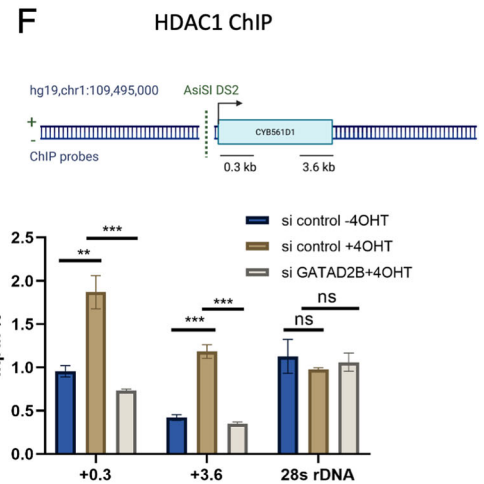 F
HDAC1 ChIP
hg19,chr1:109,495,000
AsiSI DS2
+
-
CYB561D1
ChIP probes
0.3 kb
3.6 kb
si control -4OHT
si control +4OHT
si GATAD2B+4OHT
2.5
2.0
1.5
1.0
0.5
0.0
***
**
***
***
ns
ns
+0.3
+3.6
28s rDNA